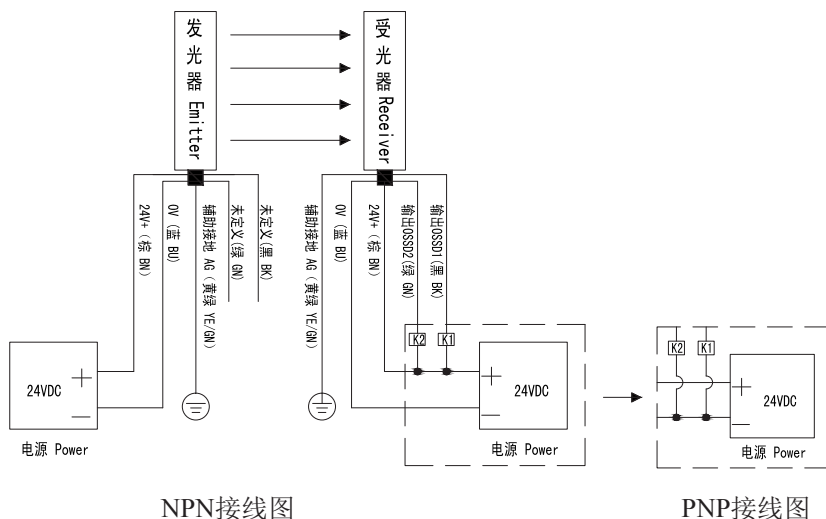 发光器 Emitter
受光器 Receiver
24V+ (棕 BN)
0V (蓝 BU)
辅助接地 AG (黄绿 YE/GN)
未定义(绿 GN)
未定义(黑 BK)
辅助接地 AG (黄绿 YE/GN)
0V (蓝 BU)
24V+ (棕 BN)
输出OSSD2(绿 GN)
输出OSSD1(黑 BK)
24VDC
+
—
电源 Power
K2
K1
24VDC
+
—
电源 Power
K2
K1
24VDC
+
—
电源 Power
NPN接线图
PNP接线图